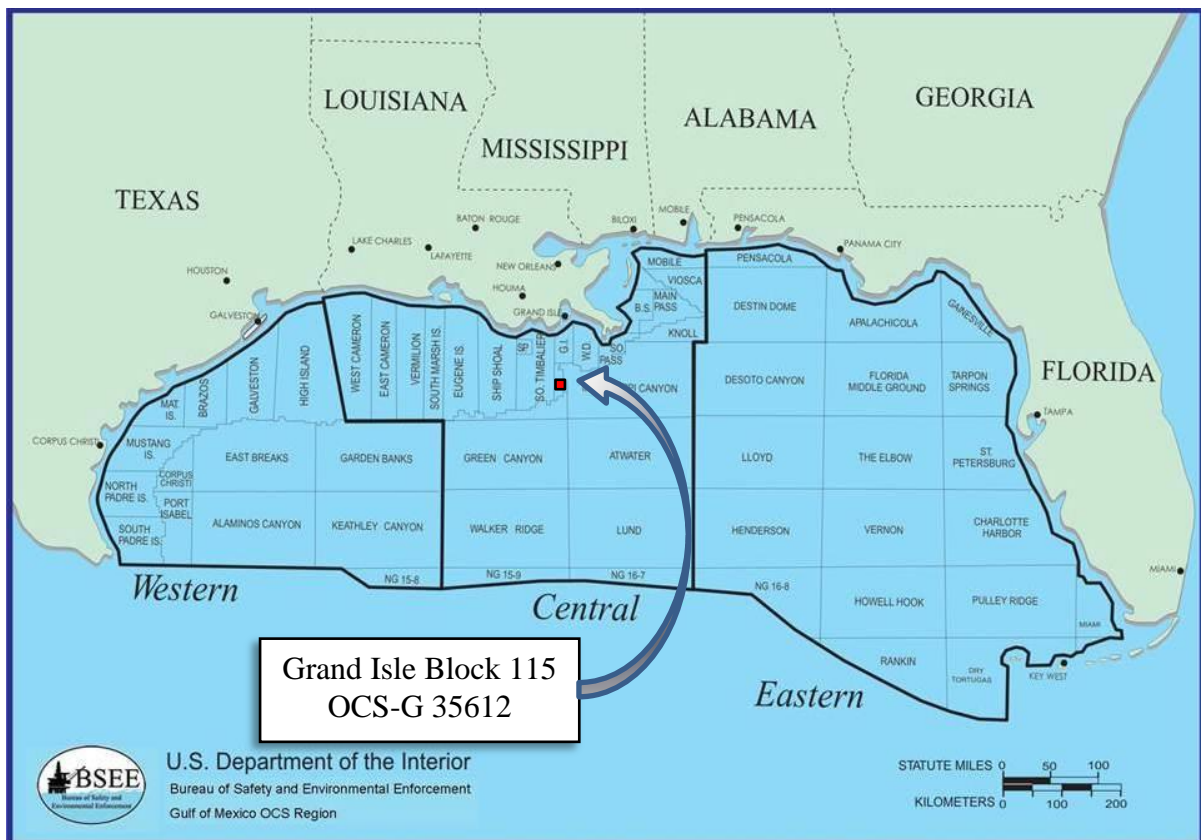 LOUISIANA
MISSISSIPPI
ALABAMA
GEORGIA
TEXAS
FLORIDA
BATON ROUGE
BILOXI
MOBILE
PENSACOLA
LAKE CHARLES
LAFAYETTE
NEW ORLEANS
PANAMA CITY
HOUSTON
HOUMA
GRAND ISLE
GALVESTON
CORPUS CHRISTI
TAMPA
MIAMI
KEY WEST
MOBILE
VIOSCA
KNOLL
MAIN
PASS
B.S.
PENSACOLA
DESTIN DOME
APALACHICOLA
GAINESVILLE
MAT.
IS.
BRAZOS
GALVESTON
HIGH ISLAND
WEST CAMERON
EAST CAMERON
VERMILION
SOUTH MARSH IS.
EUGENE IS.
SHIP SHOAL
SO. TIMBALIER
G.I.
W.D.
SO.
PASS
PI CANYON
DESOTO CANYON
FLORIDA
MIDDLE GROUND
TARPON
SPRINGS
MUSTANG
IS.
CORPUS
CHRISTI
EAST BREAKS
GARDEN BANKS
GREEN CANYON
ATWATER
LLOYD
THE ELBOW
ST.
PETERSBURG
NORTH
PADRE IS.
PORT
ISABEL
SOUTH
PADRE IS.
ALAMINOS CANYON
KEATHLEY CANYON
WALKER RIDGE
LUND
HENDERSON
VERNON
CHARLOTTE
HARBOR
NG 15-8
NG 15-9
NG 16-7
NG 16-8
HOWELL HOOK
PULLEY RIDGE
MIAMI
RANKIN
DRY
TORTUGAS
Western
Central
Eastern
Grand Isle Block 115
OCS-G 35612
BSEE
Bureau of Safety and
Environmental Enforcement
U.S. Department of the Interior
Bureau of Safety and Environmental Enforcement
Gulf of Mexico OCS Region
STATUTE MILES 0 50 100
KILOMETERS 0 100 200